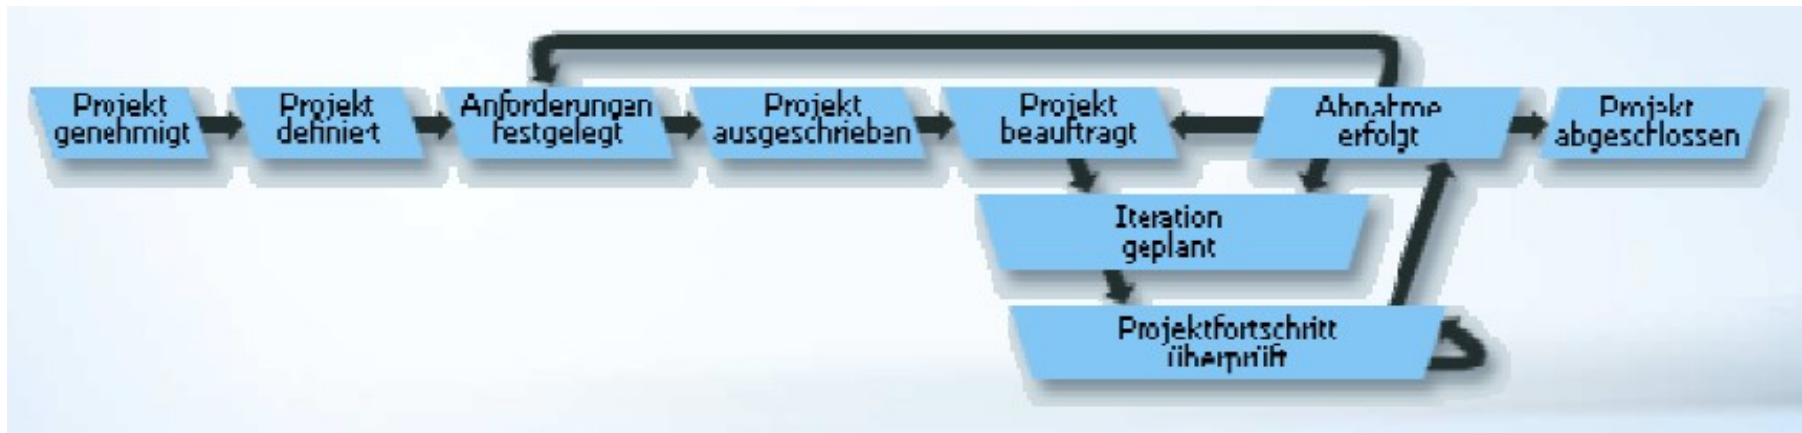 Projekt
genehmigt
Projekt
definiert
Anforderungen
festgelegt
Projekt
ausgeschrieben
Projekt
beauftragt
Abnahme
erfolgt
Projekt
abgeschlossen
Iteration
geplant
Projektfortschritt
überprüft